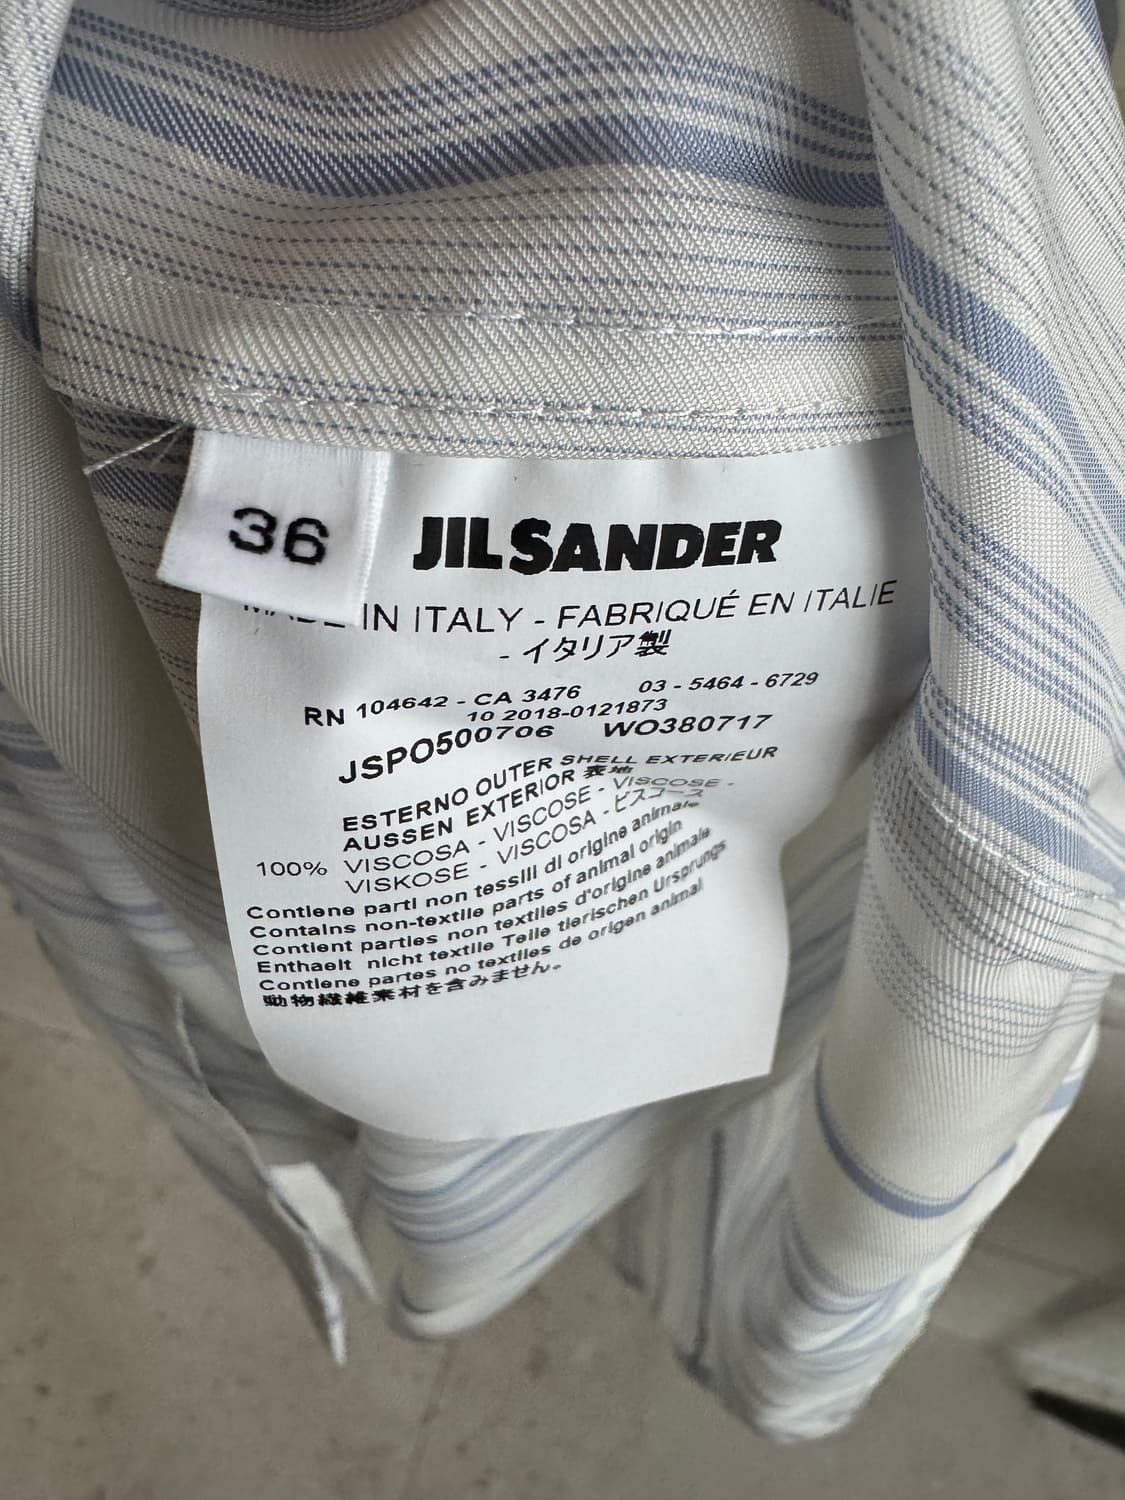 36
JIL SANDER
MADE IN ITALY - FABRIQUÉ EN ITALIE
- イタリア製
RN 104642 - CA 3476 03 - 5464 - 6729
10 2018-0121873
JSPO500706 WO380717
ESTERNO OUTER SHELL EXTERIEUR
AUSSEN EXTERIOR 表地
100% VISCOSA - VISCOSE - VISCOSE -
VISKOSE - VISCOSA - ビスコース
Contiene parti non tessili di origine animale
Contains non-textile parts of animal origin
Contient parties non textiles d'origine animale
Enthaelt nicht textile Teile tierischen Ursprungs
Contiene partes no textiles de origen animal
動物繊維素材を含みません。